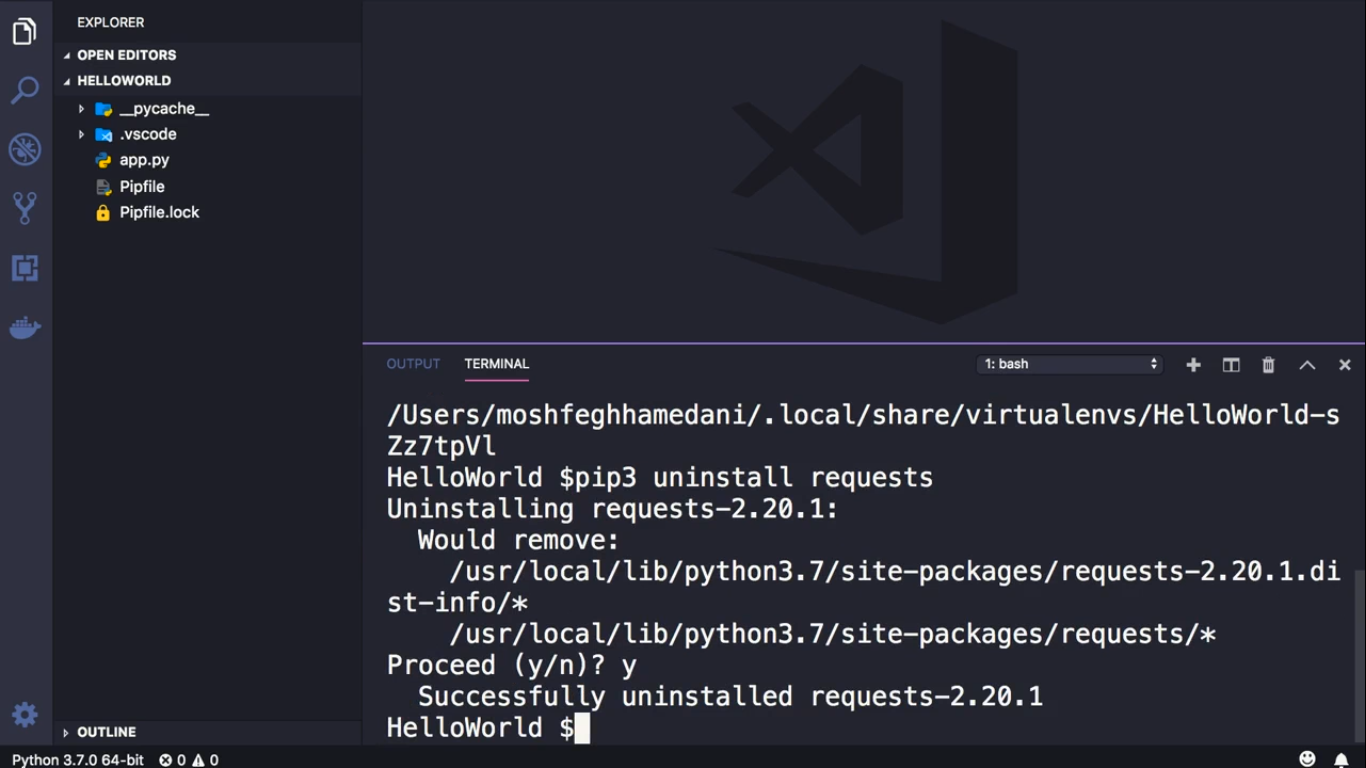 EXPLORER
OPEN EDITORS
HELLOWORLD
__pycache__
.vscode
app.py
Pipfile
Pipfile.lock
OUTLINE
OUTPUT TERMINAL 1: bash
/Users/moshfeghhamedani/.local/share/virtualenvs/HelloWorld-s
Zz7tpVl
HelloWorld $pip3 uninstall requests
Uninstalling requests-2.20.1:
Would remove:
/usr/local/lib/python3.7/site-packages/requests-2.20.1.di
st-info/*
/usr/local/lib/python3.7/site-packages/requests/*
Proceed (y/n)? y
Successfully uninstalled requests-2.20.1
HelloWorld $
Python 3.7.0 64-bit 0 0